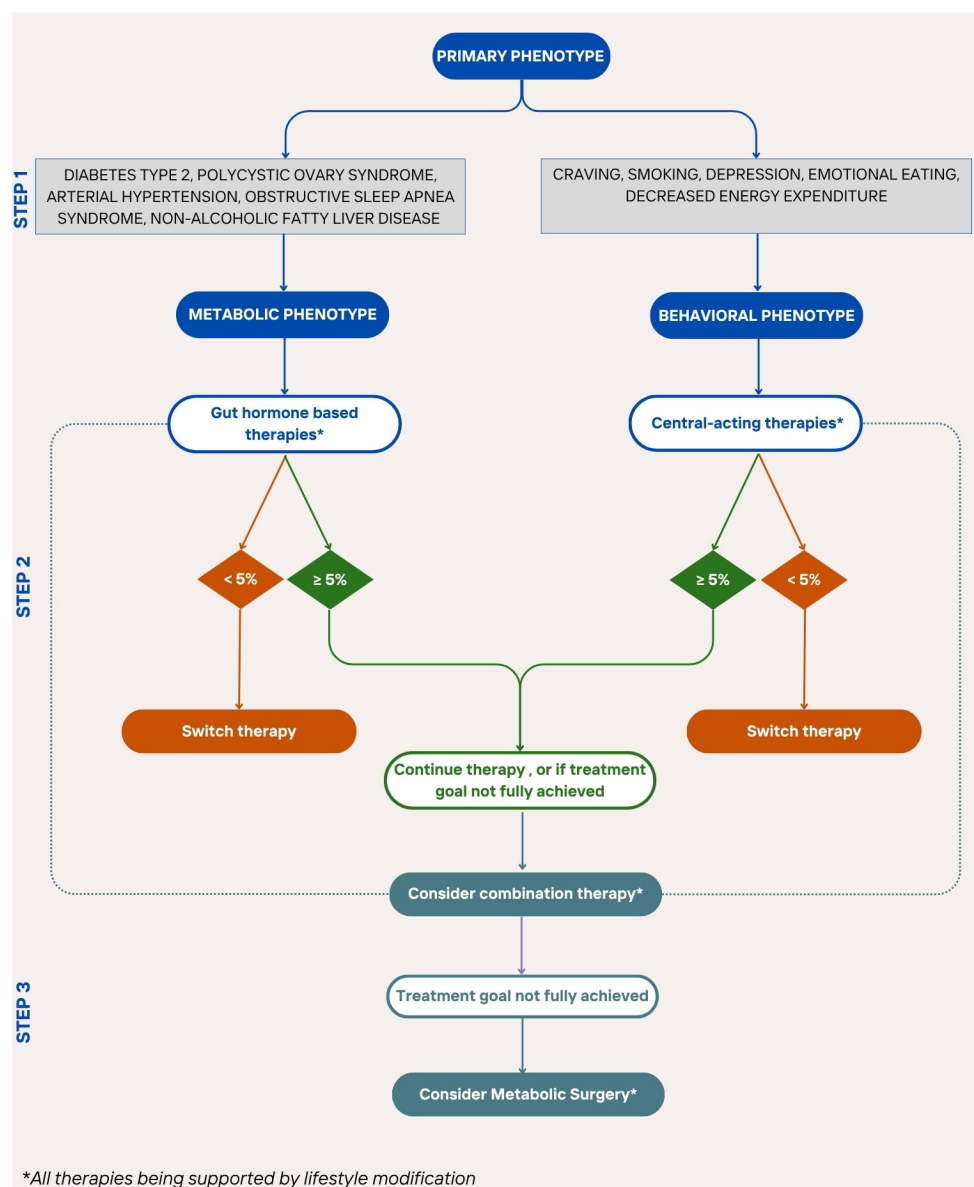 PRIMARY PHENOTYPE
STEP 1
DIABETES TYPE 2, POLYCYSTIC OVARY SYNDROME,
ARTERIAL HYPERTENSION, OBSTRUCTIVE SLEEP APNEA
SYNDROME, NON-ALCOHOLIC FATTY LIVER DISEASE
CRAVING, SMOKING, DEPRESSION, EMOTIONAL EATING,
DECREASED ENERGY EXPENDITURE
METABOLIC PHENOTYPE
BEHAVIORAL PHENOTYPE
Gut hormone based
therapies*
Central-acting therapies*
STEP 2
< 5%
≥ 5%
≥ 5%
< 5%
Switch therapy
Switch therapy
Continue therapy , or if treatment
goal not fully achieved
Consider combination therapy*
STEP 3
Treatment goal not fully achieved
Consider Metabolic Surgery*
*All therapies being supported by lifestyle modification